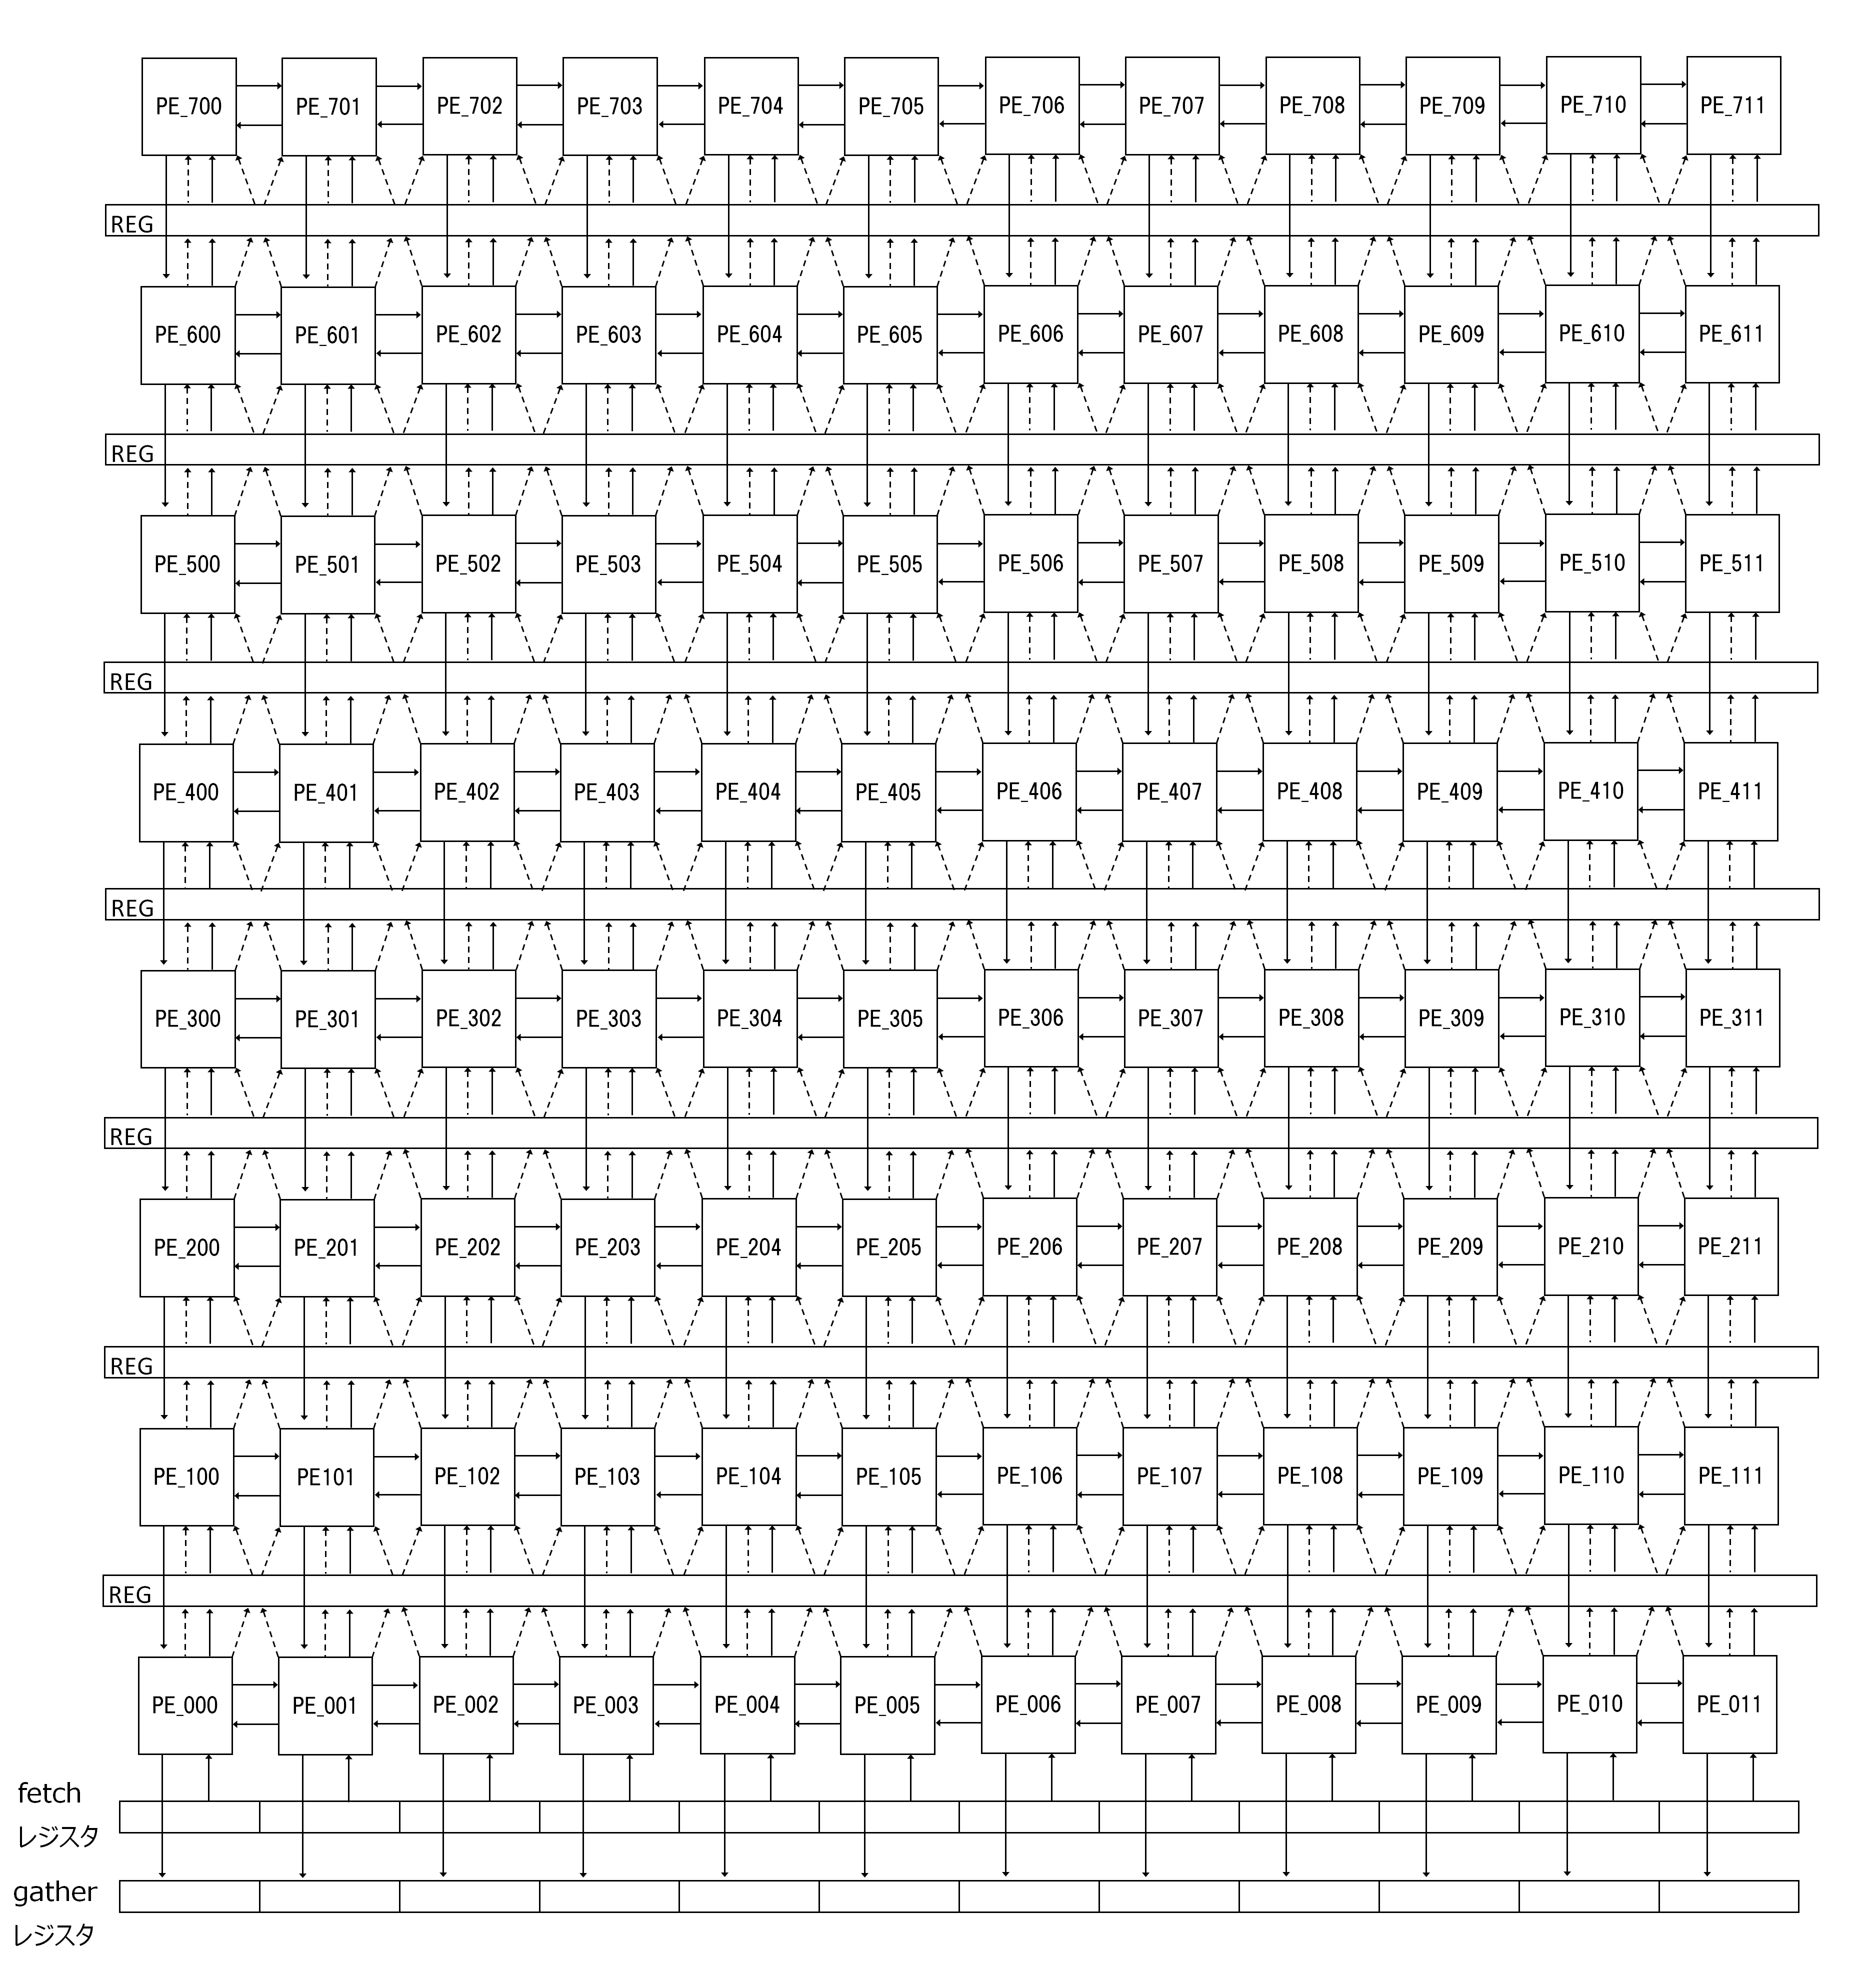 PE_700 PE_701 PE_702 PE_703 PE_704 PE_705 PE_706 PE_707 PE_708 PE_709 PE_710 PE_711
REG
PE_600 PE_601 PE_602 PE_603 PE_604 PE_605 PE_606 PE_607 PE_608 PE_609 PE_610 PE_611
REG
PE_500 PE_501 PE_502 PE_503 PE_504 PE_505 PE_506 PE_507 PE_508 PE_509 PE_510 PE_511
REG
PE_400 PE_401 PE_402 PE_403 PE_404 PE_405 PE_406 PE_407 PE_408 PE_409 PE_410 PE_411
REG
PE_300 PE_301 PE_302 PE_303 PE_304 PE_305 PE_306 PE_307 PE_308 PE_309 PE_310 PE_311
REG
PE_200 PE_201 PE_202 PE_203 PE_204 PE_205 PE_206 PE_207 PE_208 PE_209 PE_210 PE_211
REG
PE_100 PE101 PE_102 PE_103 PE_104 PE_105 PE_106 PE_107 PE_108 PE_109 PE_110 PE_111
REG
PE_000 PE_001 PE_002 PE_003 PE_004 PE_005 PE_006 PE_007 PE_008 PE_009 PE_010 PE_011
fetch
レジスタ
gather
レジスタ